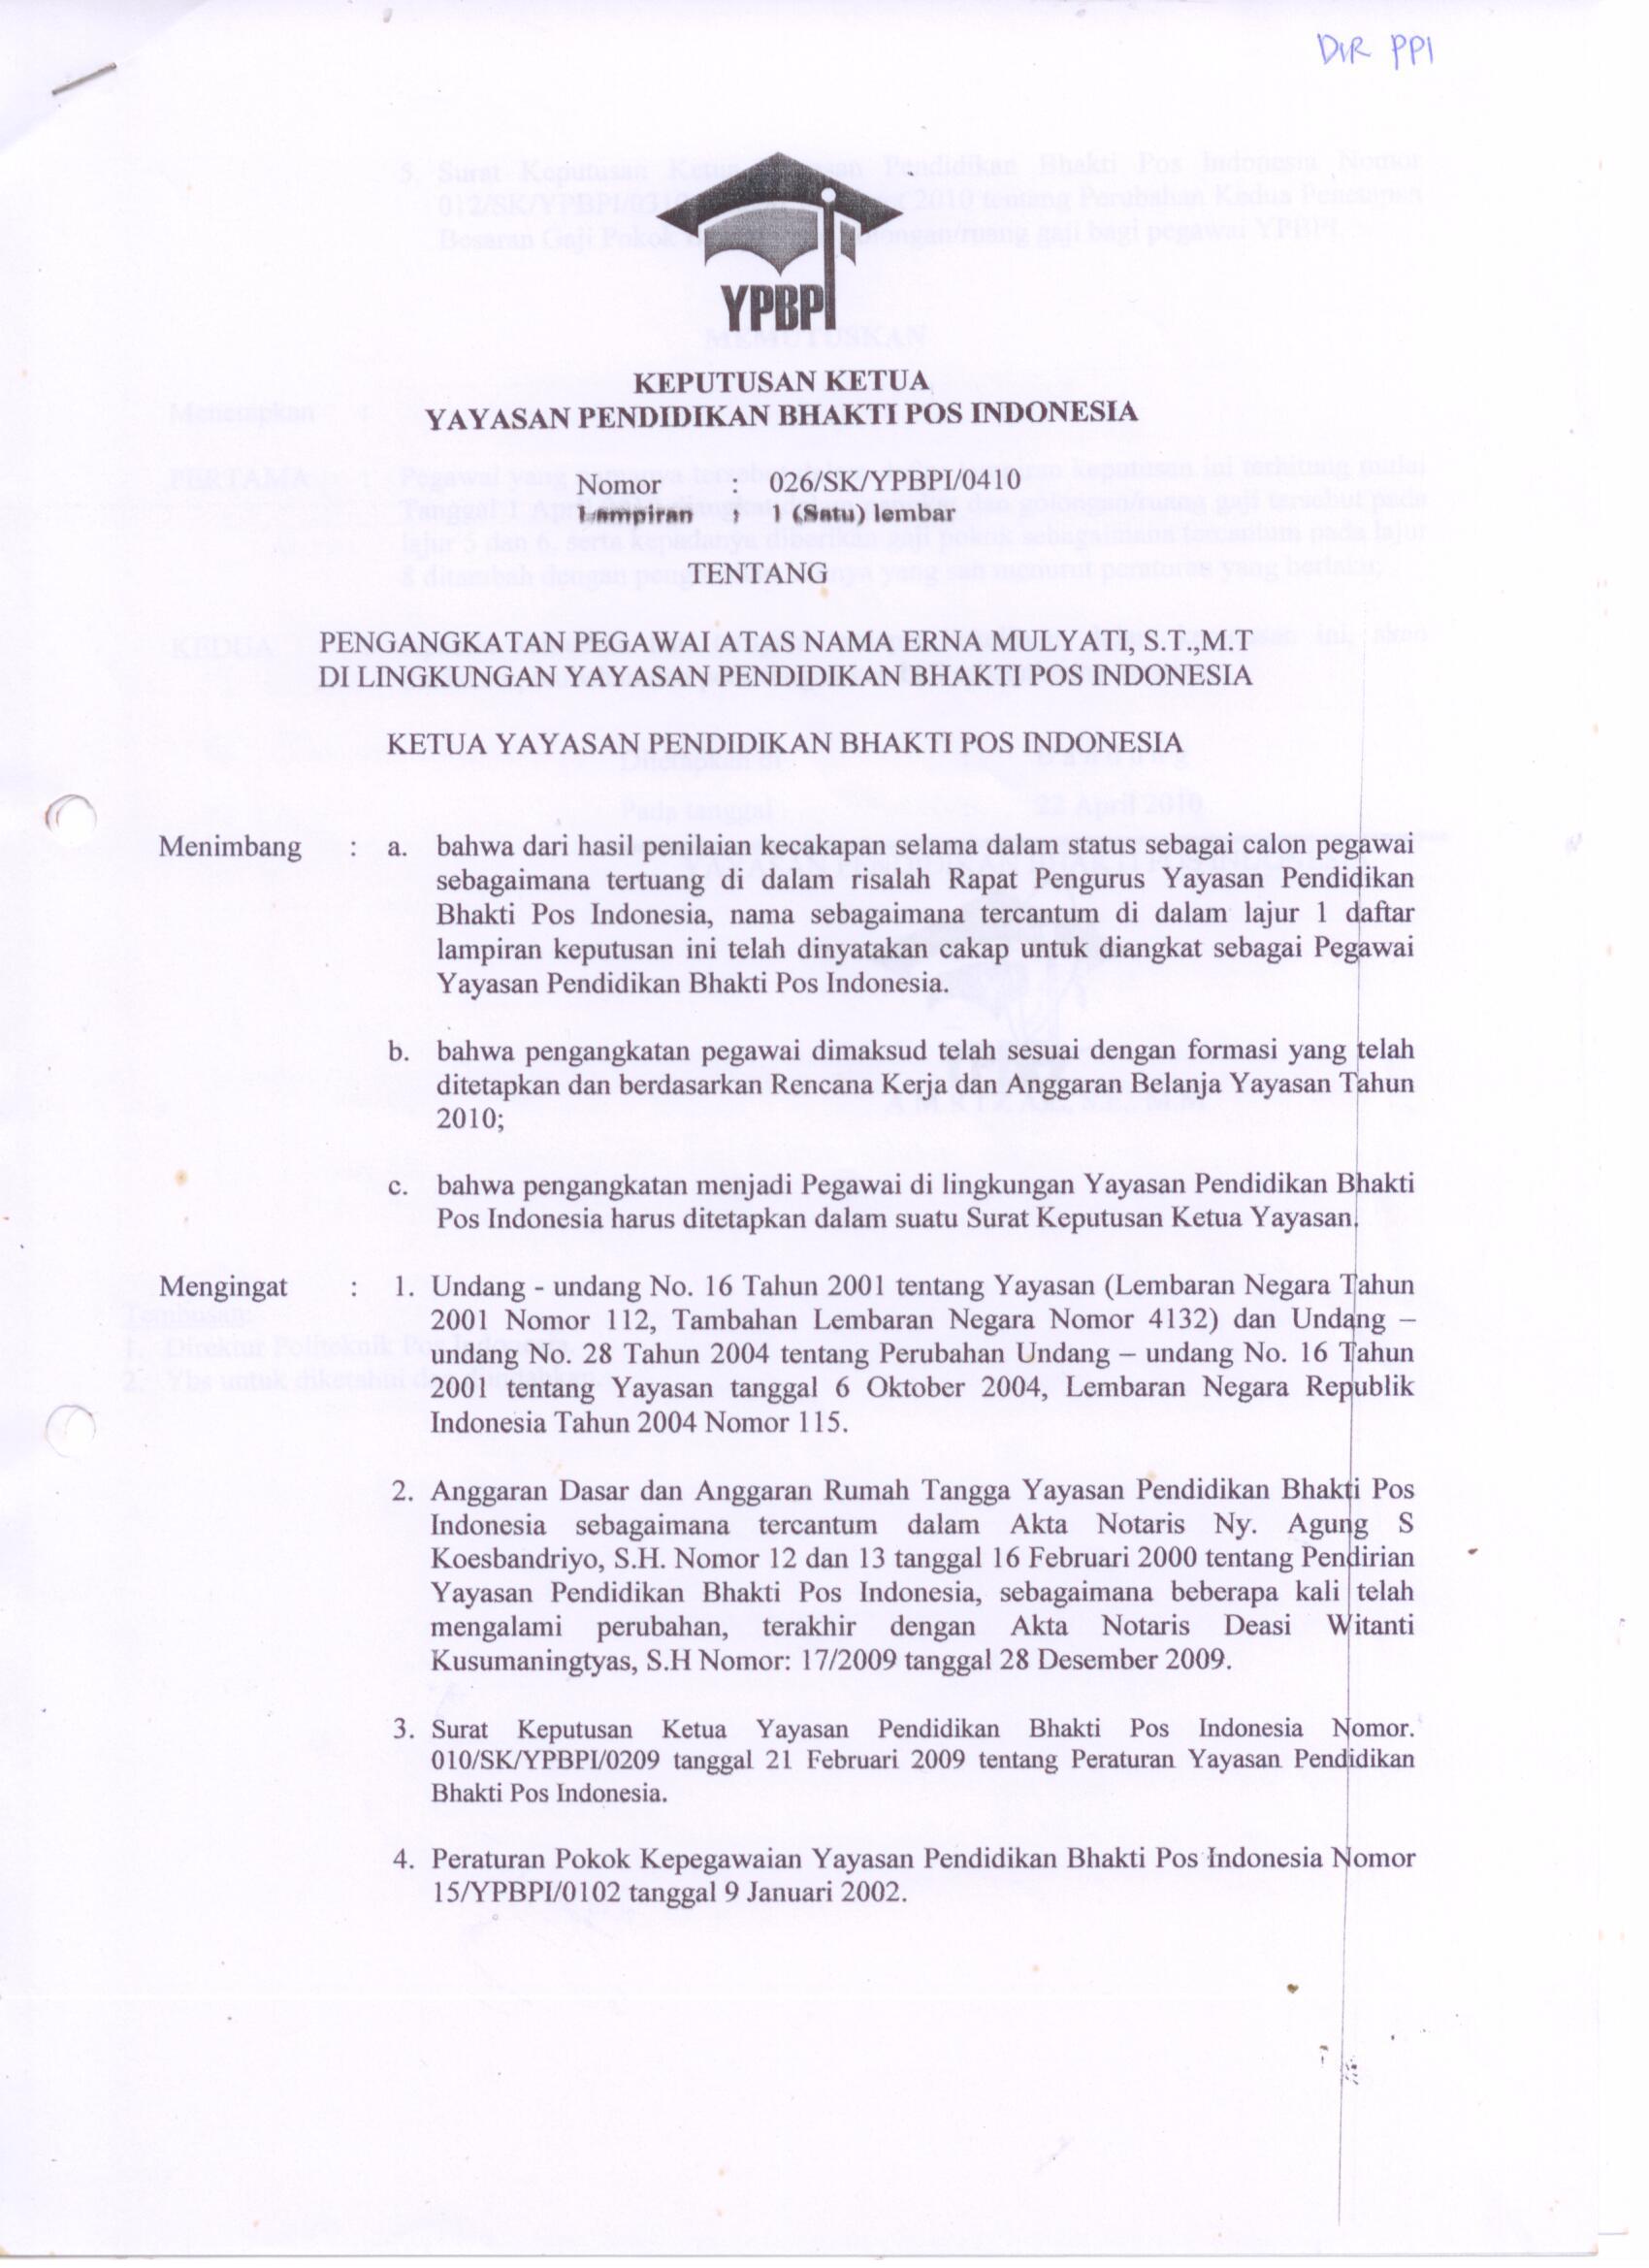 DIR PPI
YPBPI
KEPUTUSAN KETUA
YAYASAN PENDIDIKAN BHAKTI POS INDONESIA
Nomor : 026/SK/YPBPI/0410
Lampiran : 1 (Satu) lembar
TENTANG
PENGANGKATAN PEGAWAI ATAS NAMA ERNA MULYATI, S.T.,M.T
DI LINGKUNGAN YAYASAN PENDIDIKAN BHAKTI POS INDONESIA
KETUA YAYASAN PENDIDIKAN BHAKTI POS INDONESIA
Menimbang : a. bahwa dari hasil penilaian kecakapan selama dalam status sebagai calon pegawai
sebagaimana tertuang di dalam risalah Rapat Pengurus Yayasan Pendidikan
Bhakti Pos Indonesia, nama sebagaimana tercantum di dalam lajur 1 daftar
lampiran keputusan ini telah dinyatakan cakap untuk diangkat sebagai Pegawai
Yayasan Pendidikan Bhakti Pos Indonesia.
b. bahwa pengangkatan pegawai dimaksud telah sesuai dengan formasi yang telah
ditetapkan dan berdasarkan Rencana Kerja dan Anggaran Belanja Yayasan Tahun
2010;
c. bahwa pengangkatan menjadi Pegawai di lingkungan Yayasan Pendidikan Bhakti
Pos Indonesia harus ditetapkan dalam suatu Surat Keputusan Ketua Yayasan.
Mengingat : 1. Undang - undang No. 16 Tahun 2001 tentang Yayasan (Lembaran Negara Tahun
2001 Nomor 112, Tambahan Lembaran Negara Nomor 4132) dan Undang –
undang No. 28 Tahun 2004 tentang Perubahan Undang – undang No. 16 Tahun
2001 tentang Yayasan tanggal 6 Oktober 2004, Lembaran Negara Republik
Indonesia Tahun 2004 Nomor 115.
2. Anggaran Dasar dan Anggaran Rumah Tangga Yayasan Pendidikan Bhakti Pos
Indonesia sebagaimana tercantum dalam Akta Notaris Ny. Agung S
Koesbandriyo, S.H. Nomor 12 dan 13 tanggal 16 Februari 2000 tentang Pendirian
Yayasan Pendidikan Bhakti Pos Indonesia, sebagaimana beberapa kali telah
mengalami perubahan, terakhir dengan Akta Notaris Deasi Witanti
Kusumaningtyas, S.H Nomor: 17/2009 tanggal 28 Desember 2009.
3. Surat Keputusan Ketua Yayasan Pendidikan Bhakti Pos Indonesia Nomor.
010/SK/YPBPI/0209 tanggal 21 Februari 2009 tentang Peraturan Yayasan Pendidikan
Bhakti Pos Indonesia.
4. Peraturan Pokok Kepegawaian Yayasan Pendidikan Bhakti Pos Indonesia Nomor
15/YPBPI/0102 tanggal 9 Januari 2002.